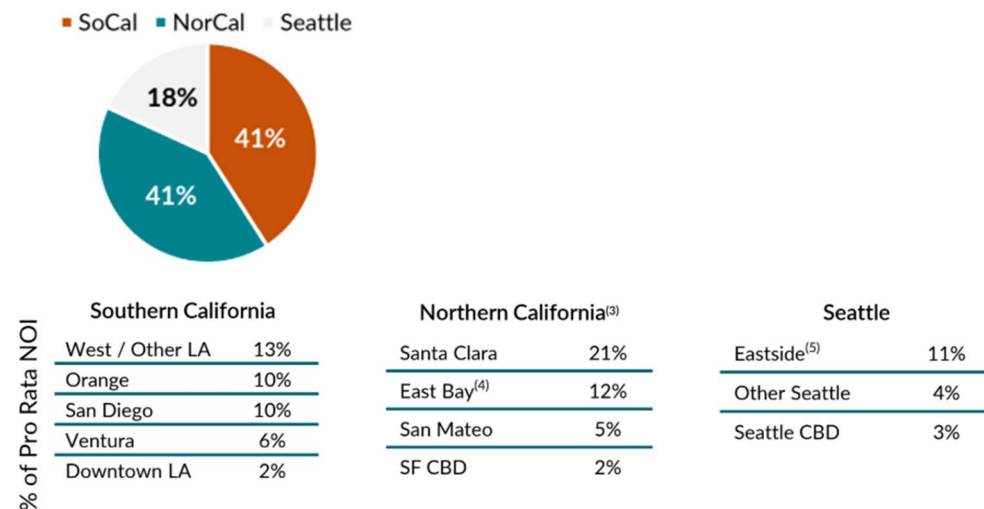 SoCal NorCal Seattle
18%
41%
41%
% of Pro Rata NOI
Southern California
West / Other LA 13%
Orange 10%
San Diego 10%
Ventura 6%
Downtown LA 2%
Northern California(3)
Santa Clara 21%
East Bay(4) 12%
San Mateo 5%
SF CBD 2%
Seattle
Eastside(5) 11%
Other Seattle 4%
Seattle CBD 3%